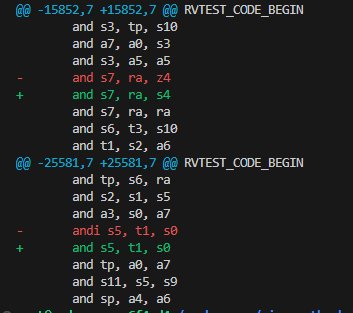 @@ -15852,7 +15852,7 @@ RVTEST_CODE_BEGIN
        and s3, tp, s10
        and a7, a0, s3
        and s3, a5, a5
-       and s7, ra, z4
+       and s7, ra, s4
        and s7, ra, ra
        and s6, t3, s10
        and t1, s2, a6
@@ -25581,7 +25581,7 @@ RVTEST_CODE_BEGIN
        and tp, s6, ra
        and s2, s1, s5
        and a3, s0, a7
-       andi s5, t1, s0
+       and s5, t1, s0
        and tp, a0, a7
        and s11, s5, s9
        and sp, a4, a6